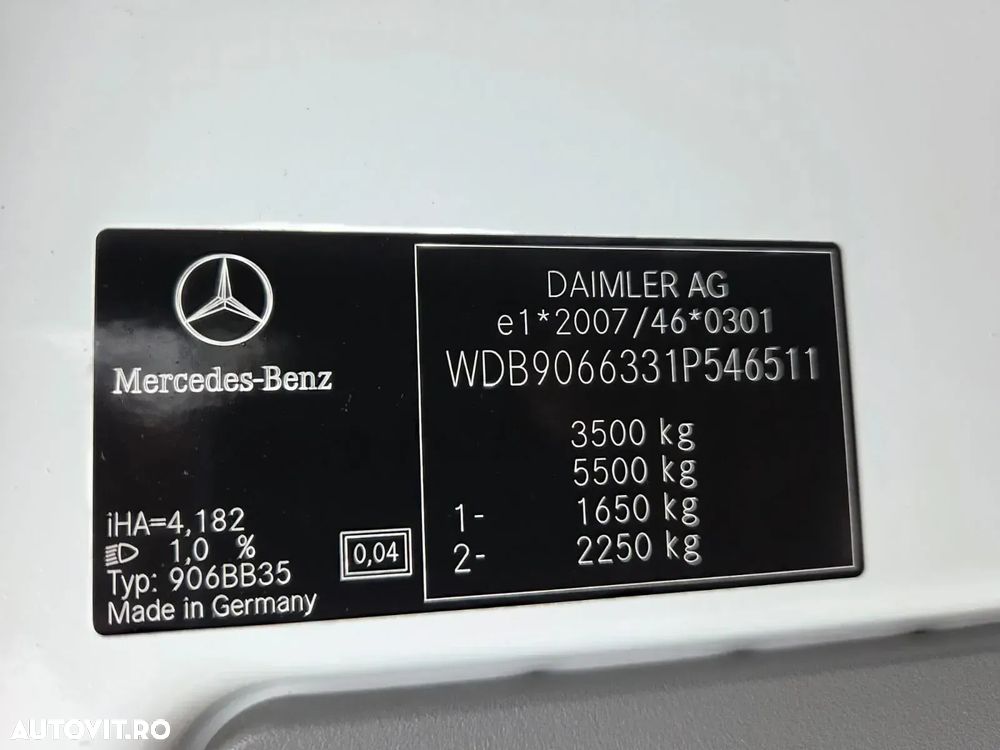 Mercedes-Benz
iHA=4,182
1,0 %
Typ: 906BB35
Made in Germany
0,04
DAIMLER AG
e1*2007/46*0301
WDB9066331P546511
3500 kg
5500 kg
1- 1650 kg
2- 2250 kg
AUTOVIT.RO